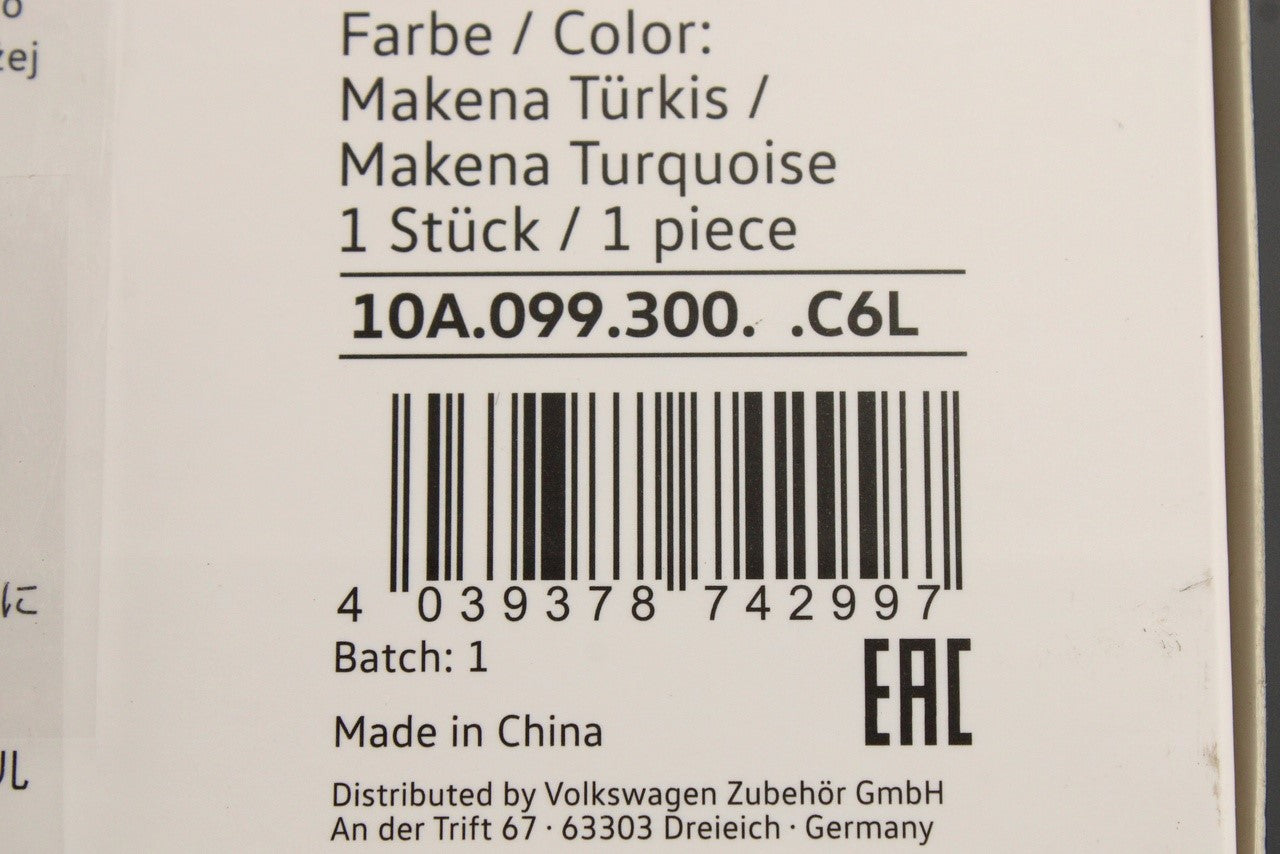 Farbe / Color:
Makena Türkis /
Makena Turquoise
1 Stück / 1 piece
10A.099.300. .C6L
4 039378 742997
Batch: 1
EAC
Made in China
Distributed by Volkswagen Zubehör GmbH
An der Trift 67 · 63303 Dreieich · Germany